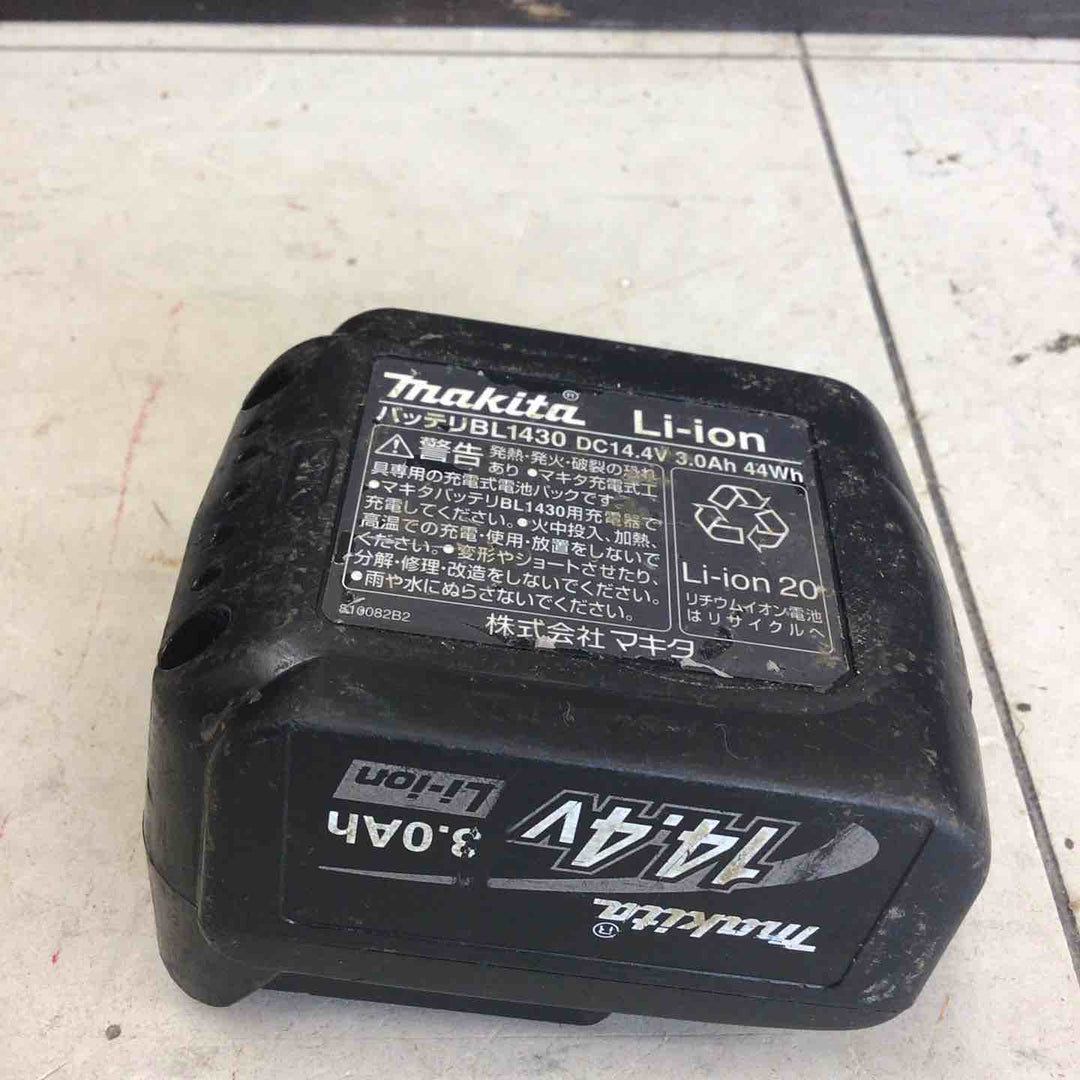 makita® Li-ion
バッテリBL1430 DC14.4V 3.0Ah 44Wh
警告 発熱・発火・破裂の恐れ
あり ●マキタ充電式工
具専用の充電式電池パックです。
●マキタバッテリBL1430用充電器で
充電してください。●火中投入、加熱、
高温での充電・使用・放置をしないで
ください。●変形やショートさせたり、
分解・修理・改造をしないでください。
●雨や水にぬらさないでください。
Li-ion 20
リチウムイオン電池
はリサイクルへ
810082B2
株式会社 マキタ
makita®
14.4V
3.0Ah
Li-ion